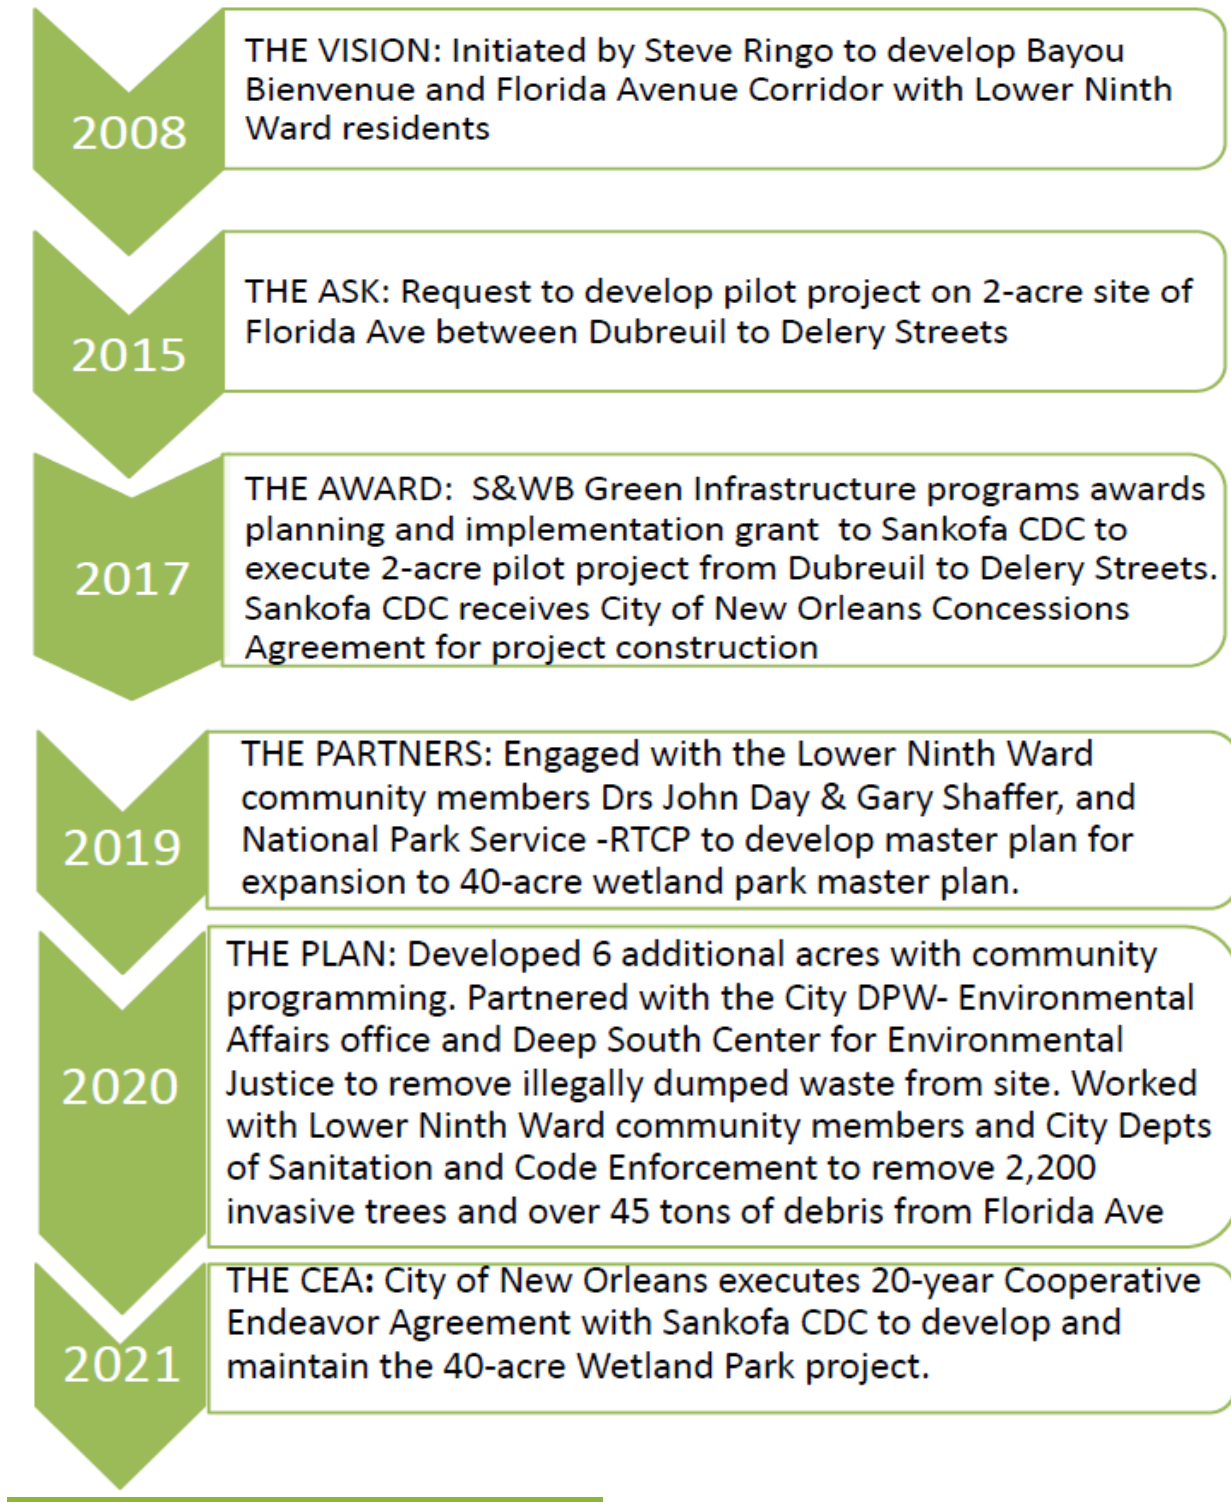 2008
THE VISION: Initiated by Steve Ringo to develop Bayou
Bienvenue and Florida Avenue Corridor with Lower Ninth
Ward residents
2015
THE ASK: Request to develop pilot project on 2-acre site of
Florida Ave between Dubreuil to Delery Streets
2017
THE AWARD:  S&WB Green Infrastructure programs awards
planning and implementation grant  to Sankofa CDC to
execute 2-acre pilot project from Dubreuil to Delery Streets.
Sankofa CDC receives City of New Orleans Concessions
Agreement for project construction
2019
THE PARTNERS: Engaged with the Lower Ninth Ward
community members Drs John Day & Gary Shaffer, and
National Park Service -RTCP to develop master plan for
expansion to 40-acre wetland park master plan.
2020
THE PLAN: Developed 6 additional acres with community
programming. Partnered with the City DPW- Environmental
Affairs office and Deep South Center for Environmental
Justice to remove illegally dumped waste from site. Worked
with Lower Ninth Ward community members and City Depts
of Sanitation and Code Enforcement to remove 2,200
invasive trees and over 45 tons of debris from Florida Ave
2021
THE CEA: City of New Orleans executes 20-year Cooperative
Endeavor Agreement with Sankofa CDC to develop and
maintain the 40-acre Wetland Park project.